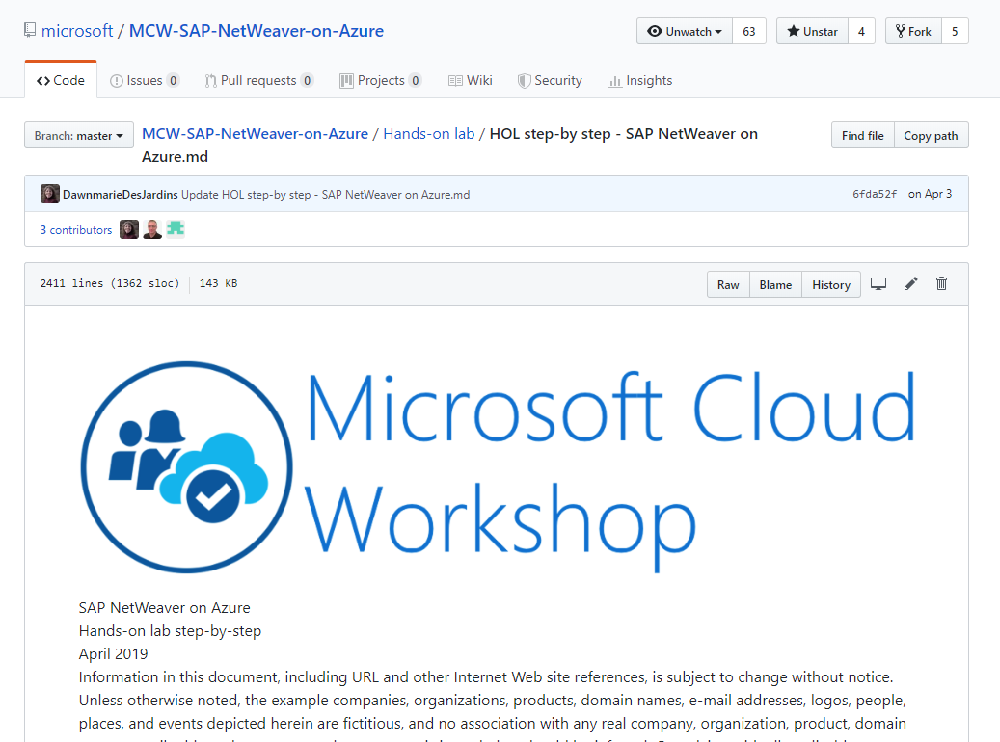 microsoft / MCW-SAP-NetWeaver-on-Azure
Unwatch 63 Unstar 4 Fork 5
Code Issues 0 Pull requests 0 Projects 0 Wiki Security Insights
Branch: master MCW-SAP-NetWeaver-on-Azure / Hands-on lab / HOL step-by step - SAP NetWeaver on
Azure.md
Find file Copy path
DawnmarieDesJardins Update HOL step-by step - SAP NetWeaver on Azure.md 6fda52f on Apr 3
3 contributors
2411 lines (1362 sloc) 143 KB Raw Blame History
Microsoft Cloud
Workshop
SAP NetWeaver on Azure
Hands-on lab step-by-step
April 2019
Information in this document, including URL and other Internet Web site references, is subject to change without notice.
Unless otherwise noted, the example companies, organizations, products, domain names, e-mail addresses, logos, people,
places, and events depicted herein are fictitious, and no association with any real company, organization, product, domain